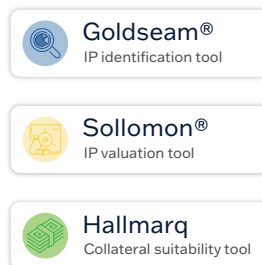 Goldseam®
IP identification tool
Sollomon®
IP valuation tool
Hallmarq
Collateral suitability tool